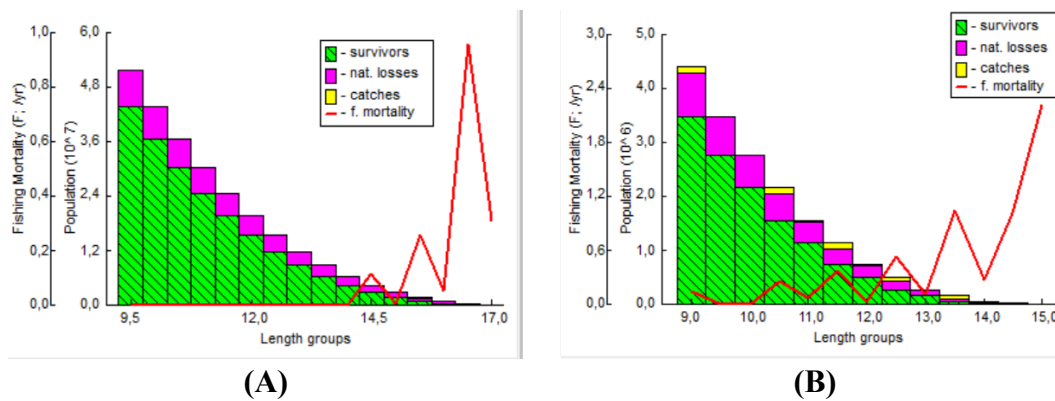 Fishing Mortality (F; /yr)
1,0
0,8
0,6
0,4
0,2
0,0
Population (10^ 7)
6,0
4,8
3,6
2,4
1,2
0,0
- survivors
- nat. losses
- catches
- f. mortality
9,5 12,0 14,5 17,0
Length groups
(A)
Fishing Mortality (F; /yr)
3,0
2,4
1,8
1,2
0,6
0,0
Population (10^ 6)
5,0
4,0
3,0
2,0
1,0
0,0
- survivors
- nat. losses
- catches
- f. mortality
9,0 10,0 11,0 12,0 13,0 14,0 15,0
Length groups
(B)